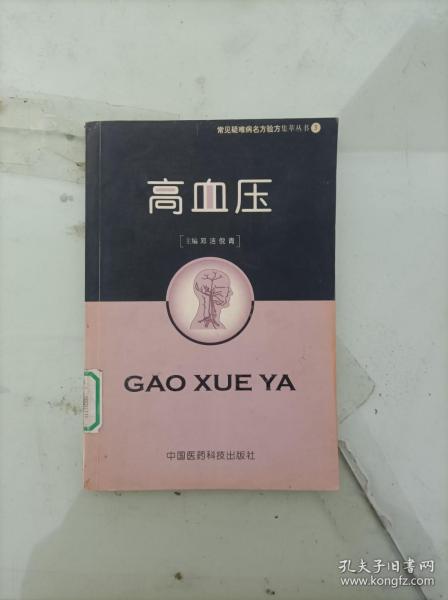 常见疑难病名方验方集萃丛书3
高血压
主编 邓洁 倪青
GAO XUE YA
中国医药科技出版社
孔夫子旧书网
www.kongfz.com